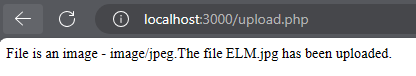 localhost:3000/upload.php
File is an image - image/jpeg.The file ELM.jpg has been uploaded.